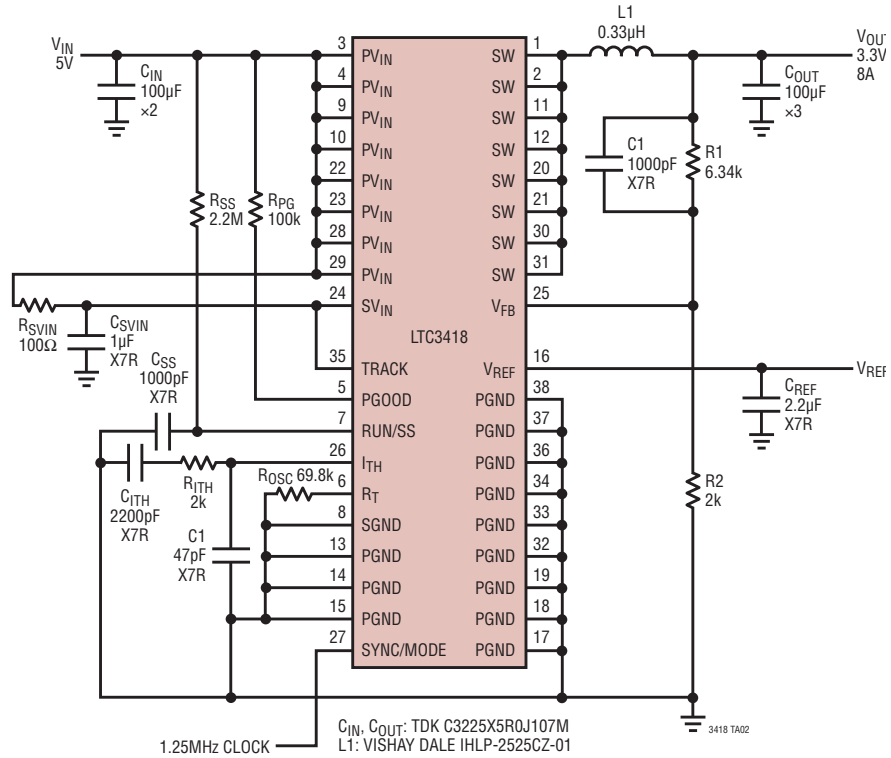 L1
0.33µH
VIN
5V
CIN
100µF
×2
RSS
2.2M
RPG
100k
3 PVIN SW 1
4 PVIN SW 2
9 PVIN SW 11
10 PVIN SW 12
22 PVIN SW 20
23 PVIN SW 21
28 PVIN SW 30
29 PVIN SW 31
24 SVIN VFB 25
LTC3418
35 TRACK VREF 16
5 PGOOD PGND 38
7 RUN/SS PGND 37
26 ITH PGND 36
6 RT PGND 34
8 SGND PGND 33
13 PGND PGND 32
14 PGND PGND 19
15 PGND PGND 18
27 SYNC/MODE PGND 17
VOUT
3.3V
8A
COUT
100µF
×3
C1
1000pF
X7R
R1
6.34k
RSVIN
100Ω
CSVIN
1µF
X7R
CSS
1000pF
X7R
VREF
CREF
2.2µF
X7R
ROSC 69.8k
RITH
2k
CITH
2200pF
X7R
C1
47pF
X7R
R2
2k
1.25MHz CLOCK
CIN, COUT: TDK C3225X5R0J107M
L1: VISHAY DALE IHLP-2525CZ-01
3418 TA02